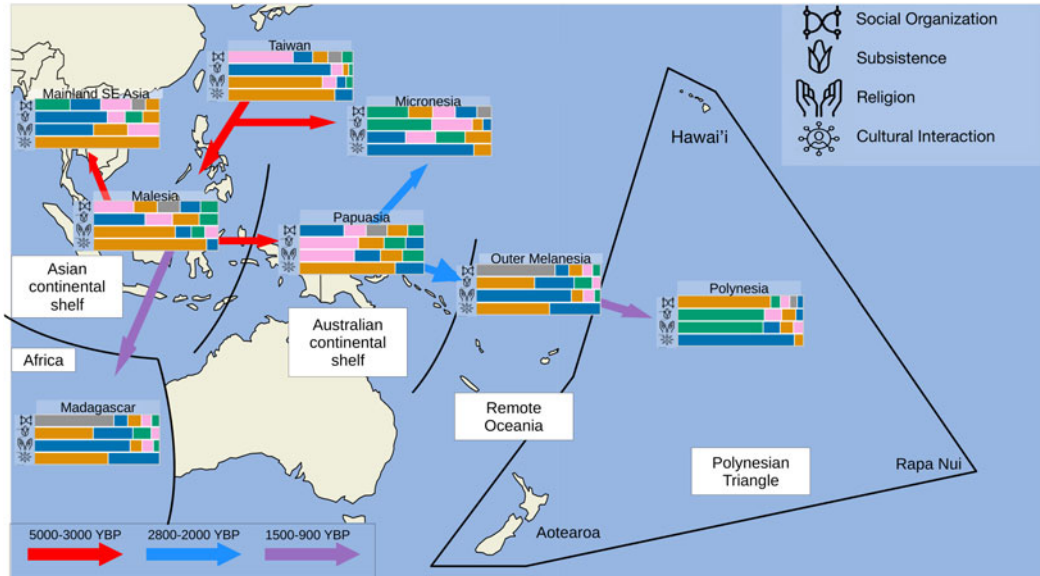 Social Organization
Subsistence
Religion
Cultural Interaction
Taiwan
Mainland SE Asia
Micronesia
Hawai'i
Malesia
Papuasia
Outer Melanesia
Polynesia
Asian
continental
shelf
Australian
continental
shelf
Africa
Madagascar
Remote
Oceania
Polynesian
Triangle
Rapa Nui
Aotearoa
5000-3000 YBP
2800-2000 YBP
1500-900 YBP